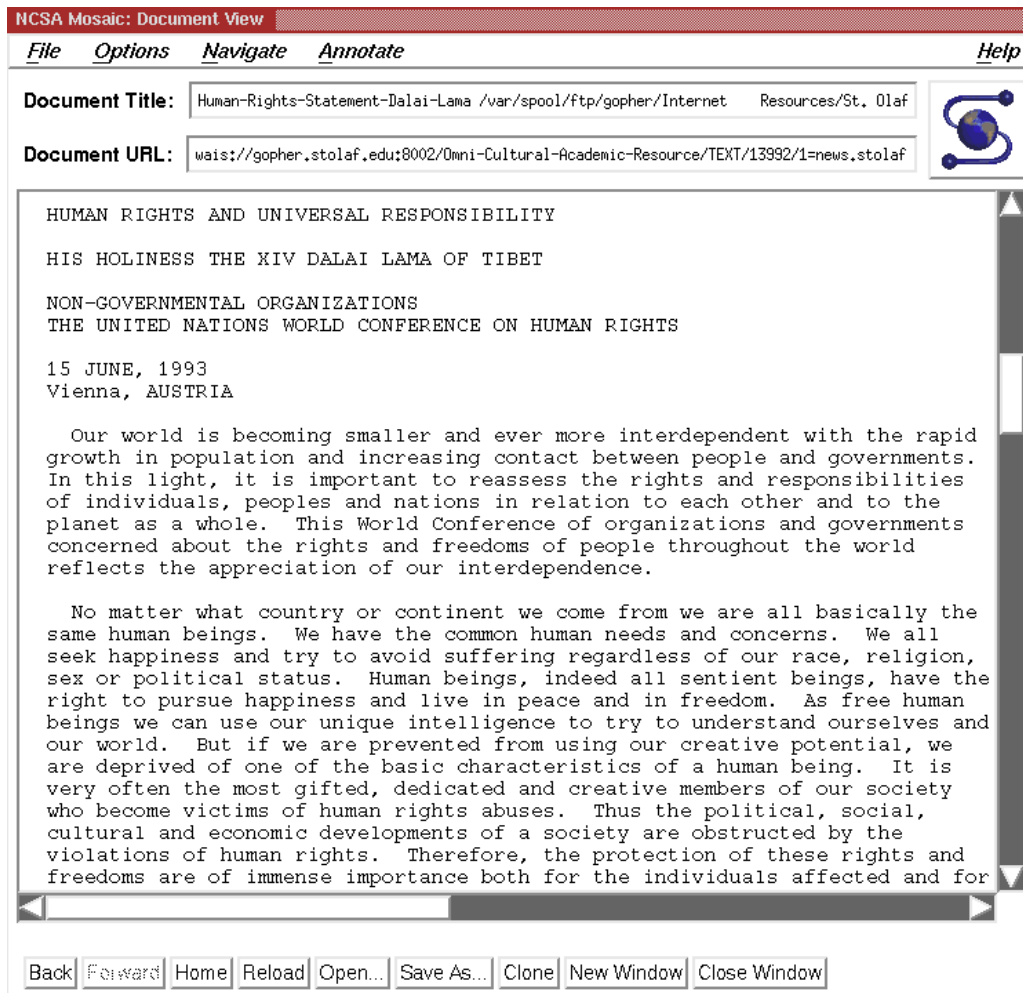 NCSA Mosaic: Document View
File Options Navigate Annotate Help
Document Title: Human-Rights-Statement-Dalai-Lama /var/spool/ftp/gopher/Internet Resources/St. Olaf
Document URL: wais://gopher.stolaf.edu:8002/Omni-Cultural-Academic-Resource/TEXT/13992/1=news.stolaf
HUMAN RIGHTS AND UNIVERSAL RESPONSIBILITY
HIS HOLINESS THE XIV DALAI LAMA OF TIBET
NON-GOVERNMENTAL ORGANIZATIONS
THE UNITED NATIONS WORLD CONFERENCE ON HUMAN RIGHTS
15 JUNE, 1993
Vienna, AUSTRIA
Our world is becoming smaller and ever more interdependent with the rapid
growth in population and increasing contact between people and governments.
In this light, it is important to reassess the rights and responsibilities
of individuals, peoples and nations in relation to each other and to the
planet as a whole. This World Conference of organizations and governments
concerned about the rights and freedoms of people throughout the world
reflects the appreciation of our interdependence.
No matter what country or continent we come from we are all basically the
same human beings. We have the common human needs and concerns. We all
seek happiness and try to avoid suffering regardless of our race, religion,
sex or political status. Human beings, indeed all sentient beings, have the
right to pursue happiness and live in peace and in freedom. As free human
beings we can use our unique intelligence to try to understand ourselves and
our world. But if we are prevented from using our creative potential, we
are deprived of one of the basic characteristics of a human being. It is
very often the most gifted, dedicated and creative members of our society
who become victims of human rights abuses. Thus the political, social,
cultural and economic developments of a society are obstructed by the
violations of human rights. Therefore, the protection of these rights and
freedoms are of immense importance both for the individuals affected and for
Back Forward Home Reload Open... Save As... Clone New Window Close Window